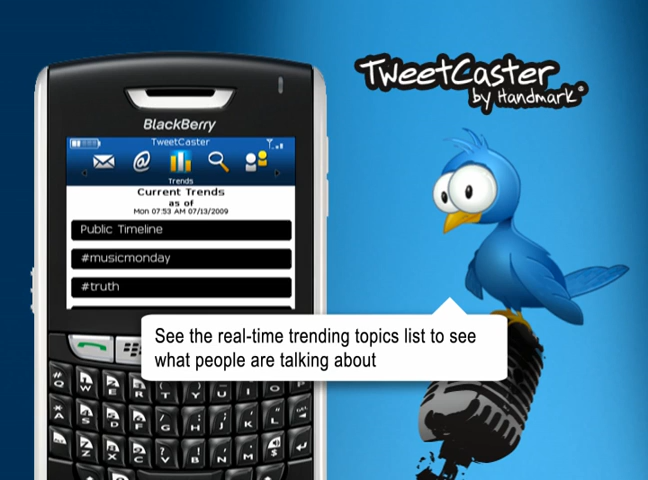 TweetCaster
by Handmark®
BlackBerry
TweetCaster
Trends
Current Trends
as of
Mon 07:53 AM 07/13/2009
Public Timeline
#musicmonday
#truth
See the real-time trending topics list to see
what people are talking about